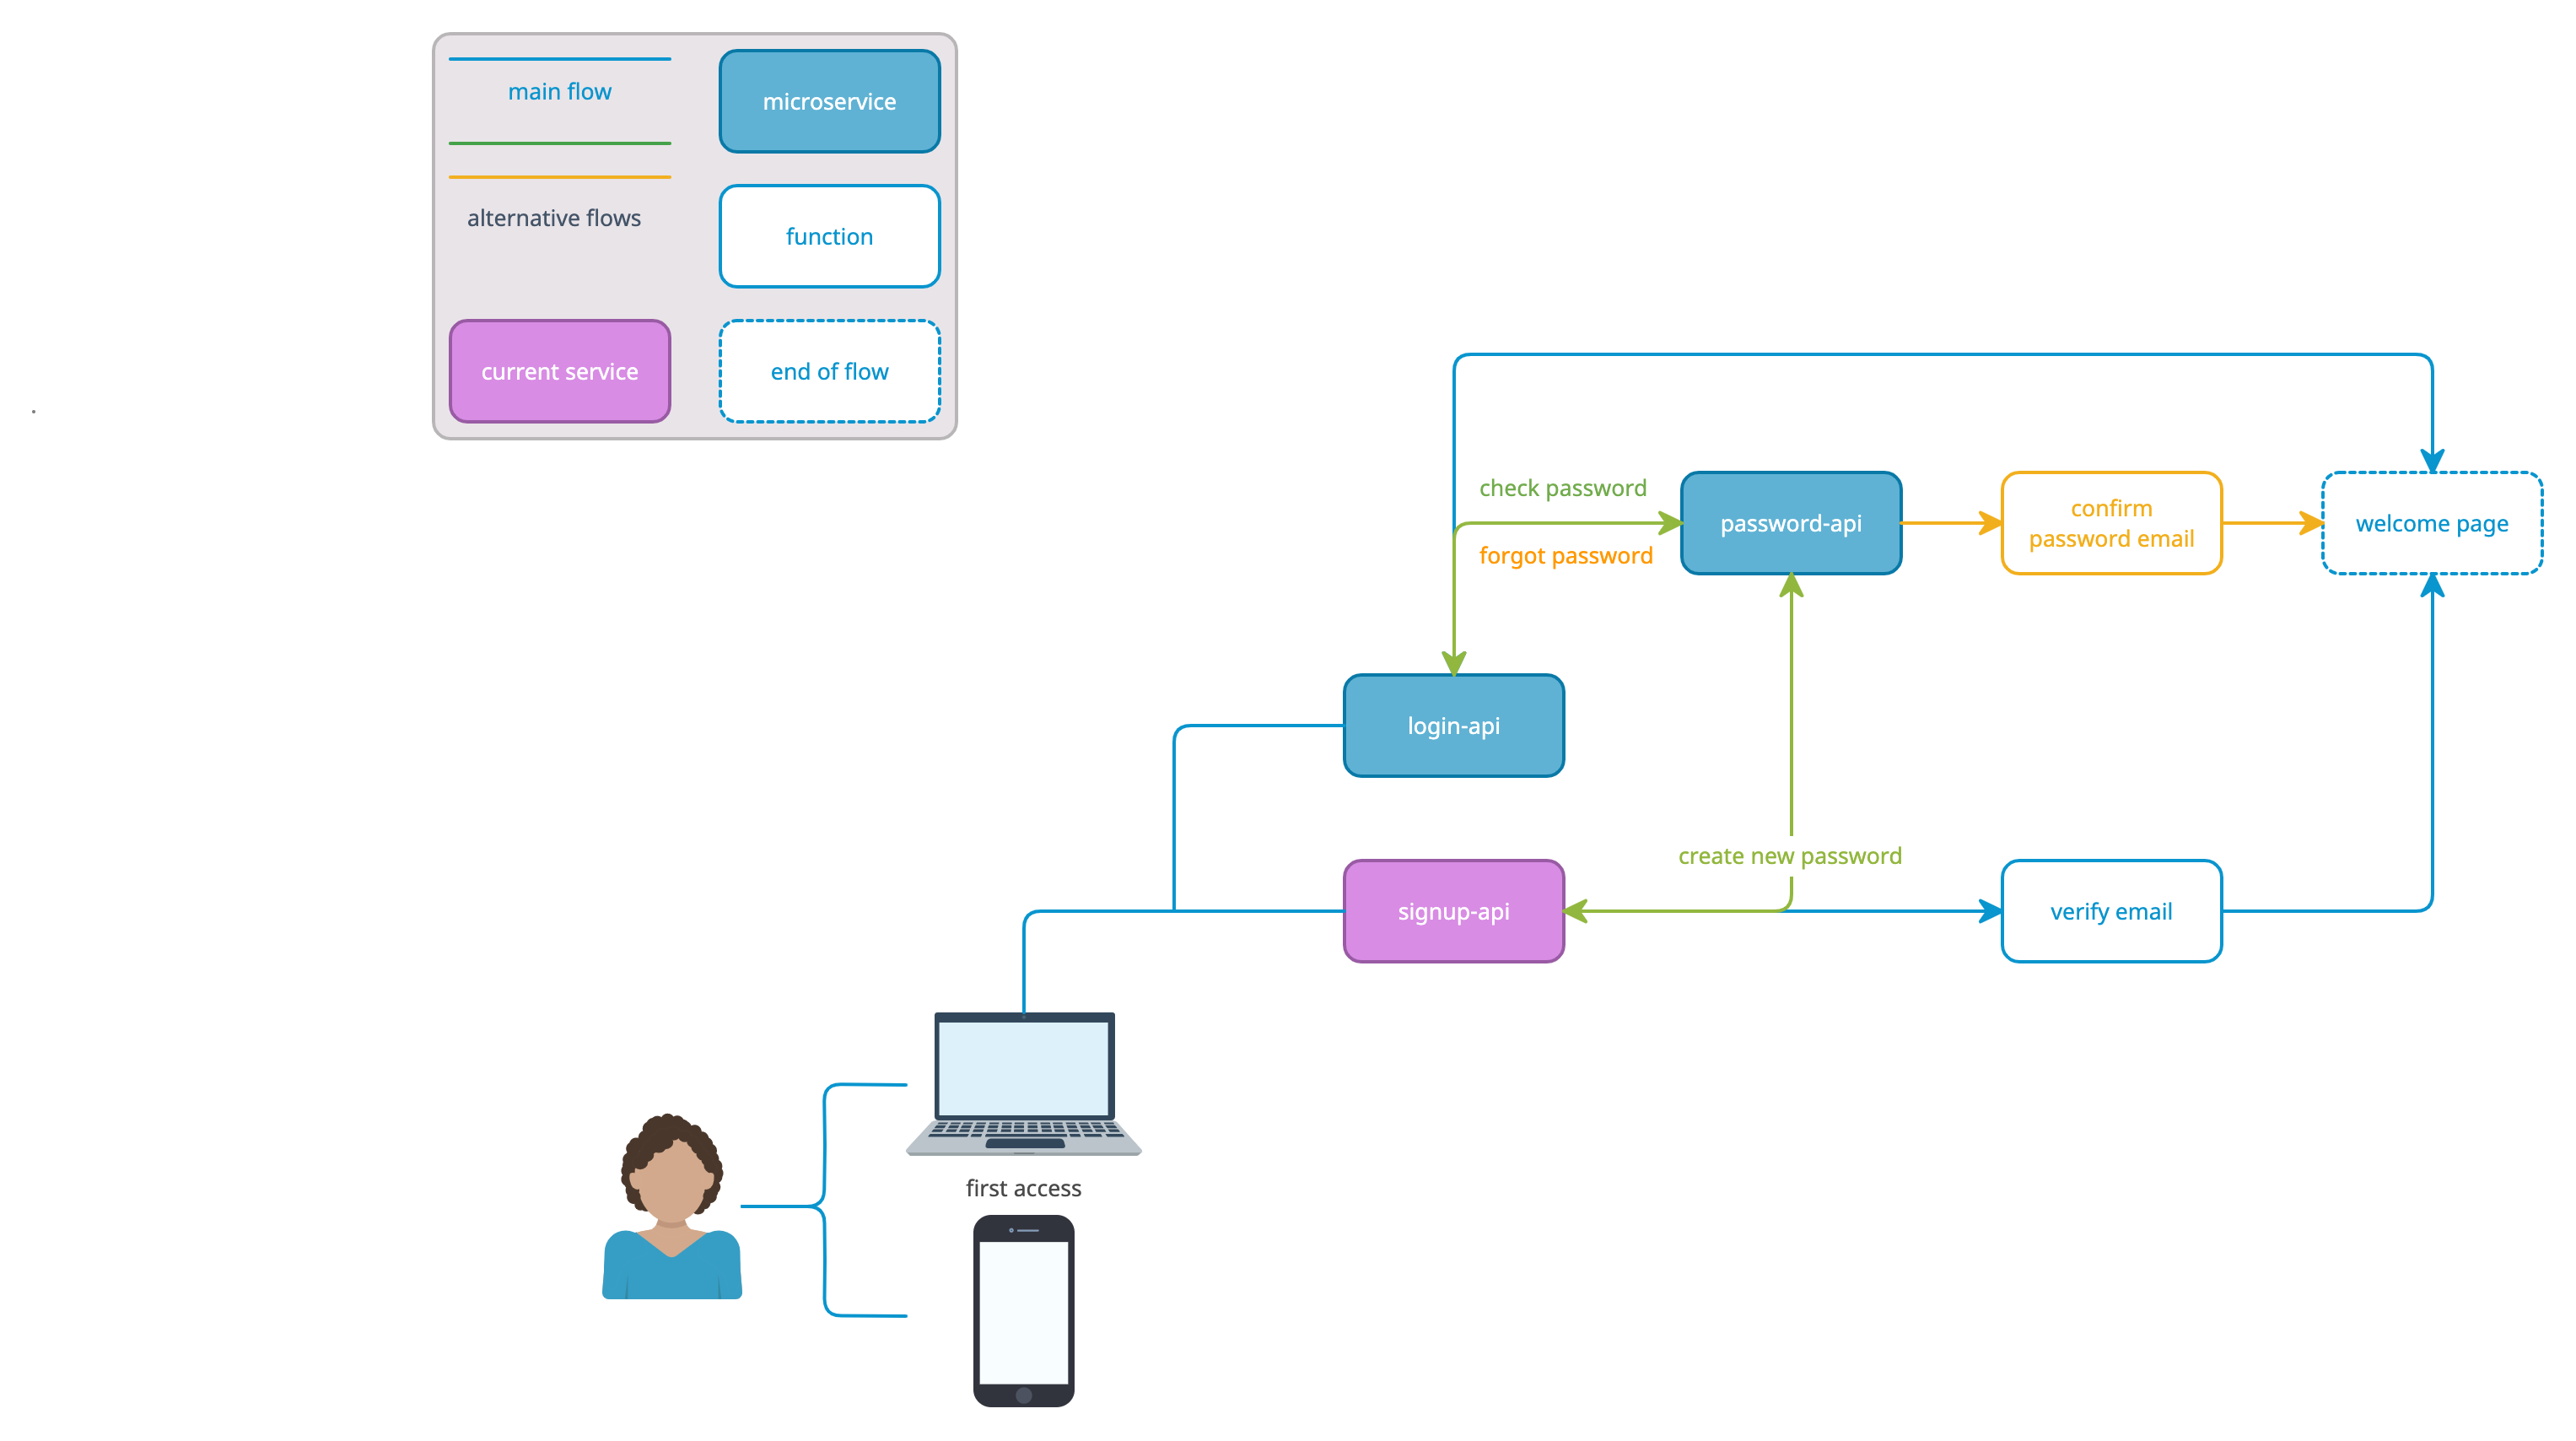 main flow
microservice
alternative flows
function
current service
end of flow
.
check password
forgot password
password-api
confirm
password email
welcome page
login-api
create new password
signup-api
verify email
first access